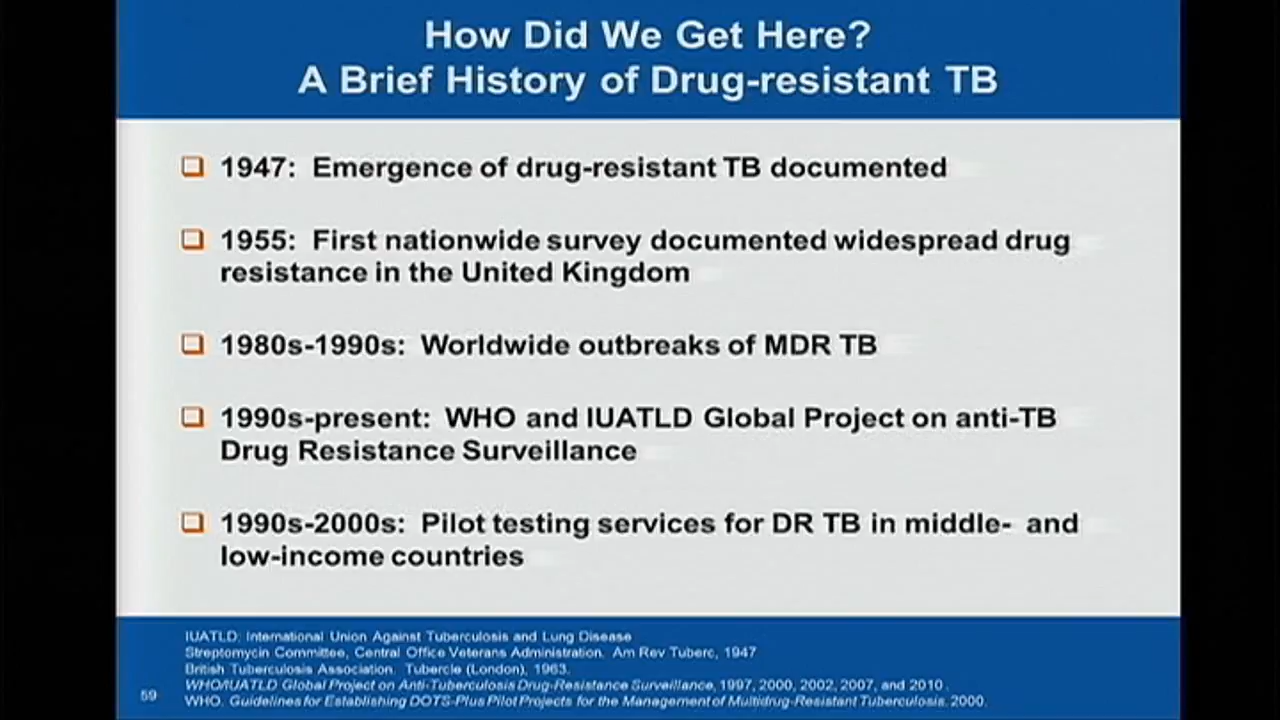 How Did We Get Here?
A Brief History of Drug-resistant TB
1947: Emergence of drug-resistant TB documented
1955: First nationwide survey documented widespread drug
resistance in the United Kingdom
1980s-1990s: Worldwide outbreaks of MDR TB
1990s-present: WHO and IUATLD Global Project on anti-TB
Drug Resistance Surveillance
1990s-2000s: Pilot testing services for DR TB in middle- and
low-income countries
IUATLD: International Union Against Tuberculosis and Lung Disease
Streptomycin Committee, Central Office Veterans Administration. Am Rev Tuberc, 1947
British Tuberculosis Association. Tubercle (London), 1963.
WHO/IUATLD Global Project on Anti-Tuberculosis Drug-Resistance Surveillance, 1997, 2000, 2002, 2007, and 2010.
WHO. Guidelines for Establishing DOTS-Plus Pilot Projects for the Management of Multidrug-Resistant Tuberculosis. 2000.
59